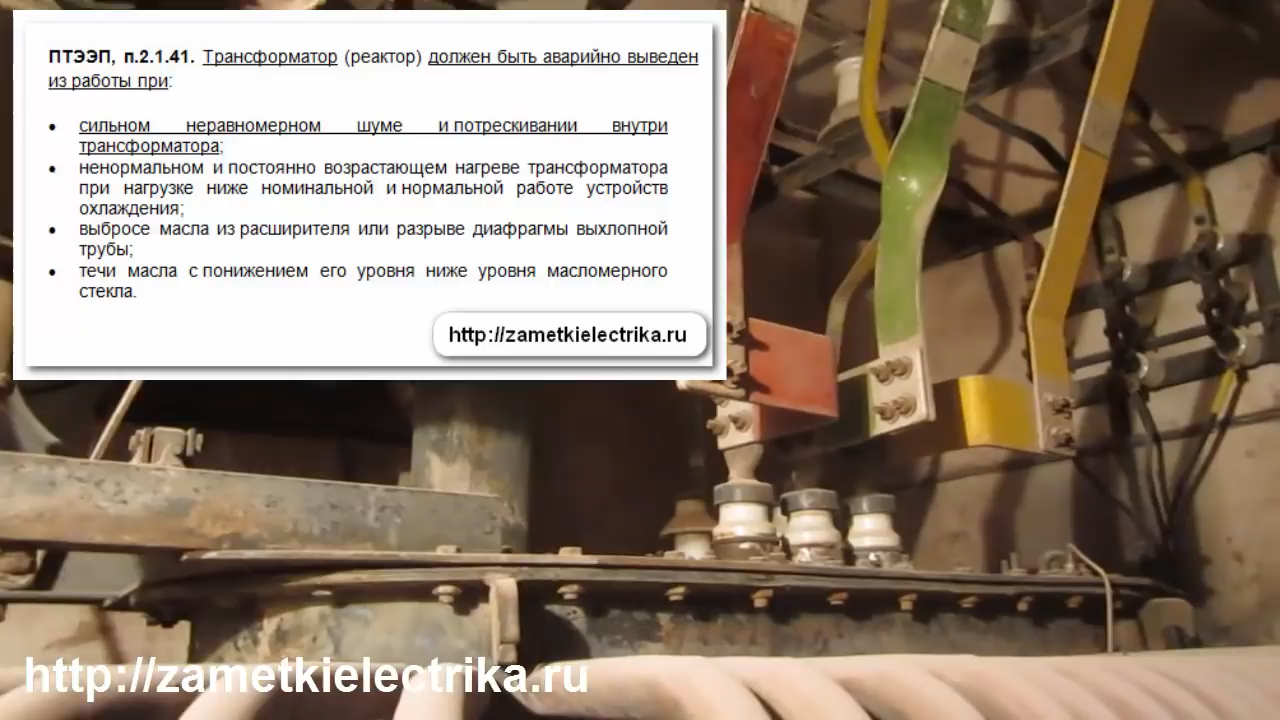 ПТЭЭП, п.2.1.41. Трансформатор (реактор) должен быть аварийно выведен
из работы при:
• сильном неравномерном шуме и потрескивании внутри
трансформатора;
• ненормальном и постоянно возрастающем нагреве трансформатора
при нагрузке ниже номинальной и нормальной работе устройств
охлаждения;
• выбросе масла из расширителя или разрыве диафрагмы выхлопной
трубы;
• течи масла с понижением его уровня ниже уровня масломерного
стекла.
http://zametkielectrika.ru
http://zametkielectrika.ru